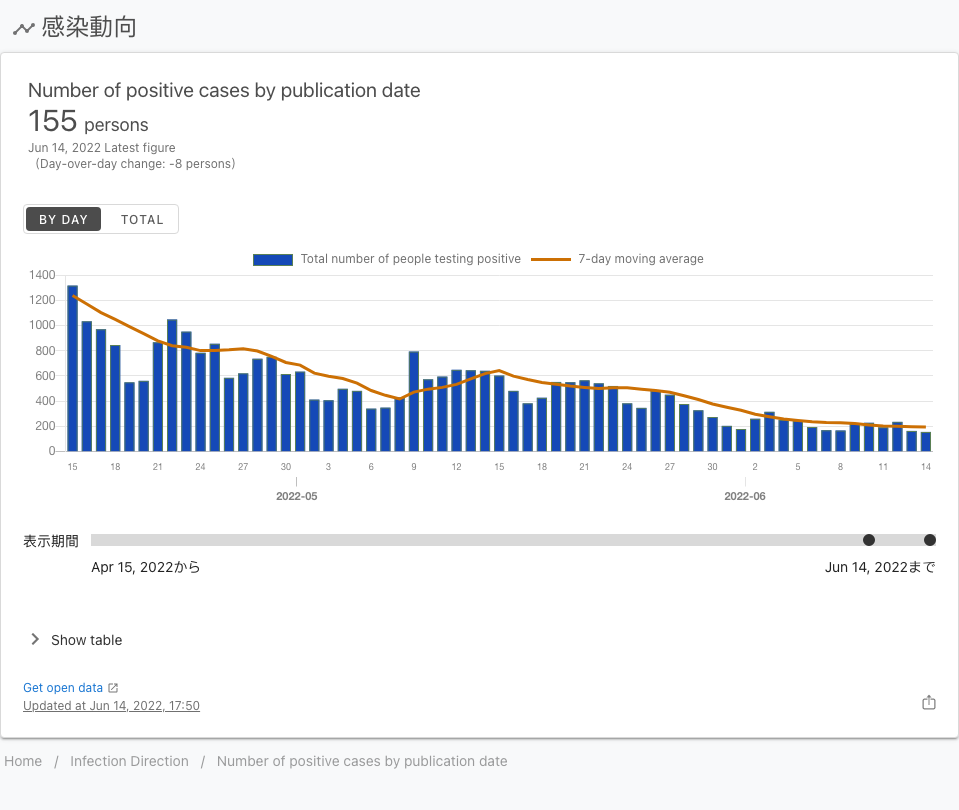 感染動向
Number of positive cases by publication date
155 persons
Jun 14, 2022 Latest figure
(Day-over-day change: -8 persons)
BY DAY TOTAL
Total number of people testing positive 7-day moving average
1400
1200
1000
800
600
400
200
0
15 18 21 24 27 30 3 6 9 12 15 18 21 24 27 30 2 5 8 11 14
2022-05 2022-06
表示期間
Apr 15, 2022から Jun 14, 2022まで
Show table
Get open data
Updated at Jun 14, 2022, 17:50
Home / Infection Direction / Number of positive cases by publication date